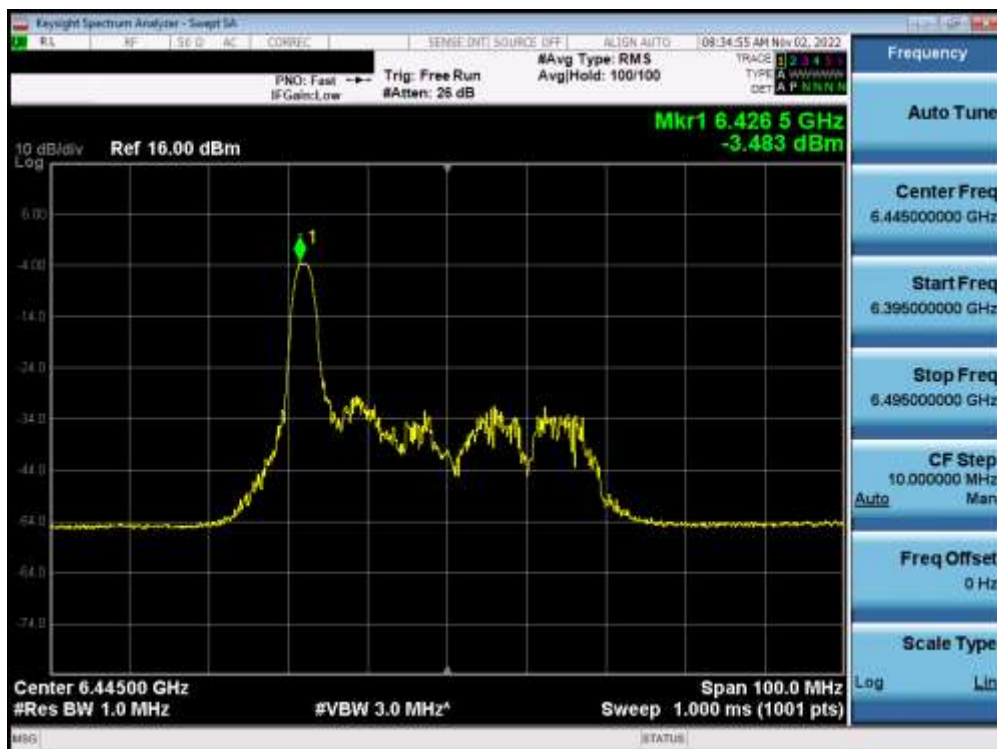 Keysight Spectrum Analyzer - Swept SA
RL RF 50 Ω AC CORREC SENSE:INT SOURCE OFF ALIGN AUTO 08:34:55 AM Nov 02, 2022
PNO: Fast Trig: Free Run #Avg Type: RMS TRACE 1 2 3 4 5 6
IFGain:Low #Atten: 26 dB Avg|Hold: 100/100 TYPE A WWWWW
DET A P N N N N
Mkr1 6.426 5 GHz
-3.483 dBm
10 dB/div Ref 16.00 dBm
Log
1
6.00
-4.00
-14.0
-24.0
-34.0
-44.0
-54.0
-64.0
-74.0
Center 6.44500 GHz Span 100.0 MHz
#Res BW 1.0 MHz #VBW 3.0 MHz* Sweep 1.000 ms (1001 pts)
MSG STATUS
Frequency
Auto Tune
Center Freq
6.445000000 GHz
Start Freq
6.395000000 GHz
Stop Freq
6.495000000 GHz
CF Step
10.000000 MHz
Auto Man
Freq Offset
0 Hz
Scale Type
Log Lin